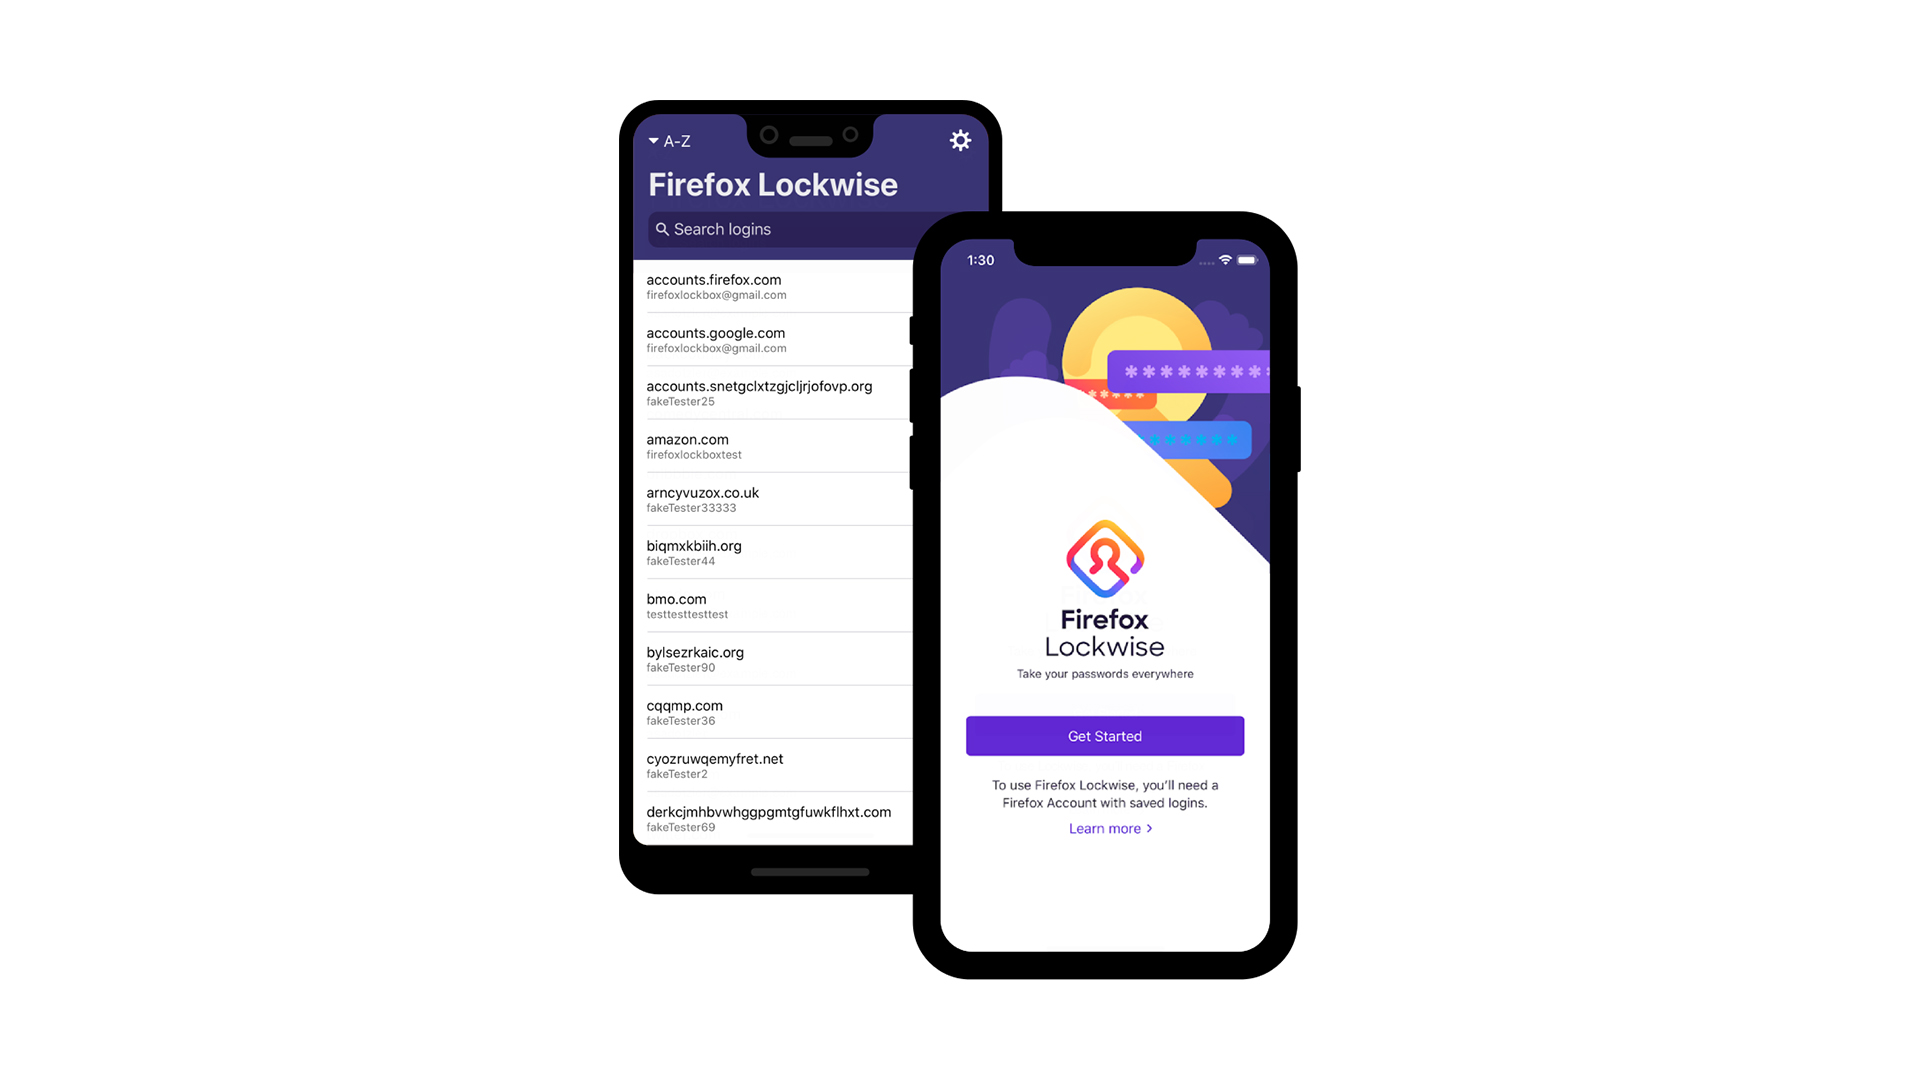 A-Z
Firefox Lockwise
Search logins
accounts.firefox.com
firefoxlockbox@gmail.com
accounts.google.com
firefoxlockbox@gmail.com
accounts.snetgclxtzgjcljrjofovp.org
fakeTester25
amazon.com
firefoxlockboxtest
arncyvuzox.co.uk
fakeTester33333
biqmxkbiih.org
fakeTester44
bmo.com
testtesttesttest
bylsezrkaic.org
fakeTester90
cqqmp.com
fakeTester36
cyozruwqemyfret.net
fakeTester2
derkcjmhbvwhggpgmtgfuwkflhxt.com
fakeTester69
1:30
Firefox
Lockwise
Take your passwords everywhere
Get Started
To use Firefox Lockwise, you’ll need a
Firefox Account with saved logins.
Learn more